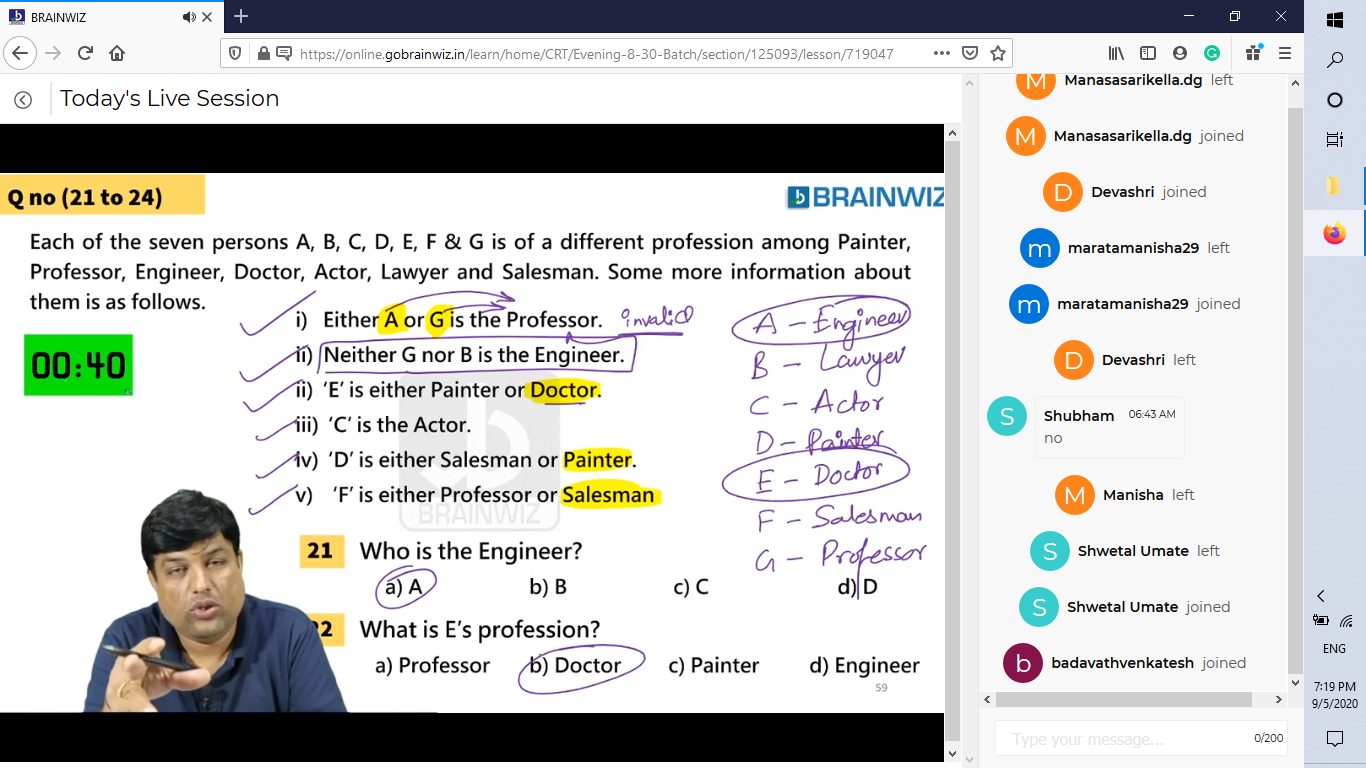 BRAINWIZ
https://online.gobrainwiz.in/learn/home/CRT/Evening-8-30-Batch/section/125093/lesson/719047
Today's Live Session
Q no (21 to 24)
BRAINWIZ
Each of the seven persons A, B, C, D, E, F & G is of a different profession among Painter,
Professor, Engineer, Doctor, Actor, Lawyer and Salesman. Some more information about
them is as follows.
00:40
i) Either A or G is the Professor. invalid
ii) Neither G nor B is the Engineer.
ii) ‘E’ is either Painter or Doctor.
iii) ‘C’ is the Actor.
iv) ‘D’ is either Salesman or Painter.
v) ‘F’ is either Professor or Salesman
A - Engineer
B - Lawyer
C - Actor
D - Painter
E - Doctor
F - Salesman
G - Professor
BRAINWIZ
21 Who is the Engineer?
a) A b) B c) C d) D
22 What is E’s profession?
a) Professor b) Doctor c) Painter d) Engineer
59
M Manasasarikella.dg left
M Manasasarikella.dg joined
D Devashri joined
m maratamanisha29 left
m maratamanisha29 joined
D Devashri left
S Shubham 06:43 AM
no
M Manisha left
S Shwetal Umate left
S Shwetal Umate joined
b badavathvenkatesh joined
Type your message... 0/200
ENG
7:19 PM
9/5/2020